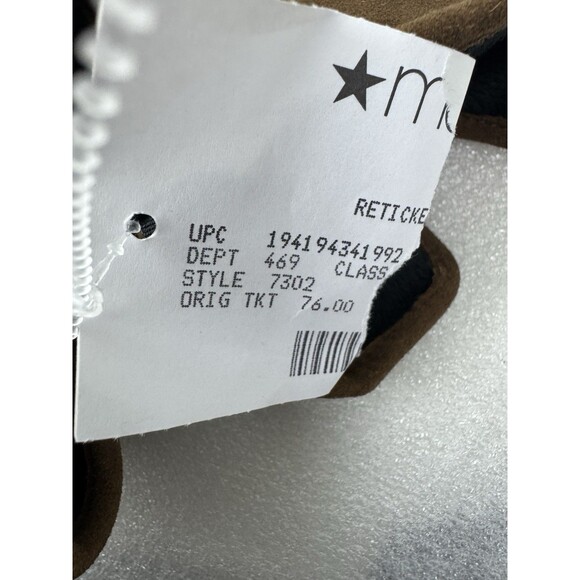 ★m
RETICKE
UPC 194194341992
DEPT 469 CLASS
STYLE 7302
ORIG TKT 76.00